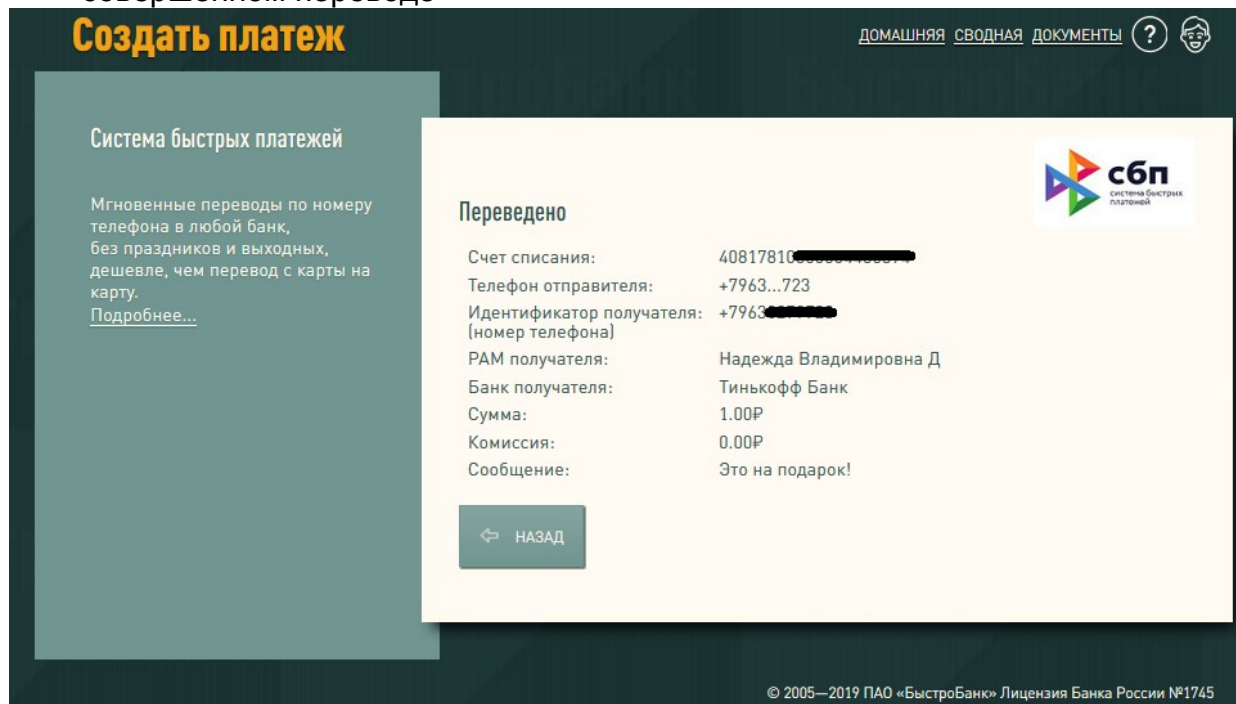 Создать платеж
ДОМАШНЯЯ СВОДНАЯ ДОКУМЕНТЫ ?
Система быстрых платежей
Мгновенные переводы по номеру
телефона в любой банк,
без праздников и выходных,
дешевле, чем перевод с карты на
карту.
Подробнее...
сбп
система быстрых
платежей
Переведено
Счет списания: 40817810
Телефон отправителя: +7963...723
Идентификатор получателя: +7963
(номер телефона)
PAM получателя: Надежда Владимировна Д
Банк получателя: Тинькофф Банк
Сумма: 1.00₽
Комиссия: 0.00₽
Сообщение: Это на подарок!
НАЗАД
© 2005—2019 ПАО «БыстроБанк» Лицензия Банка России №1745